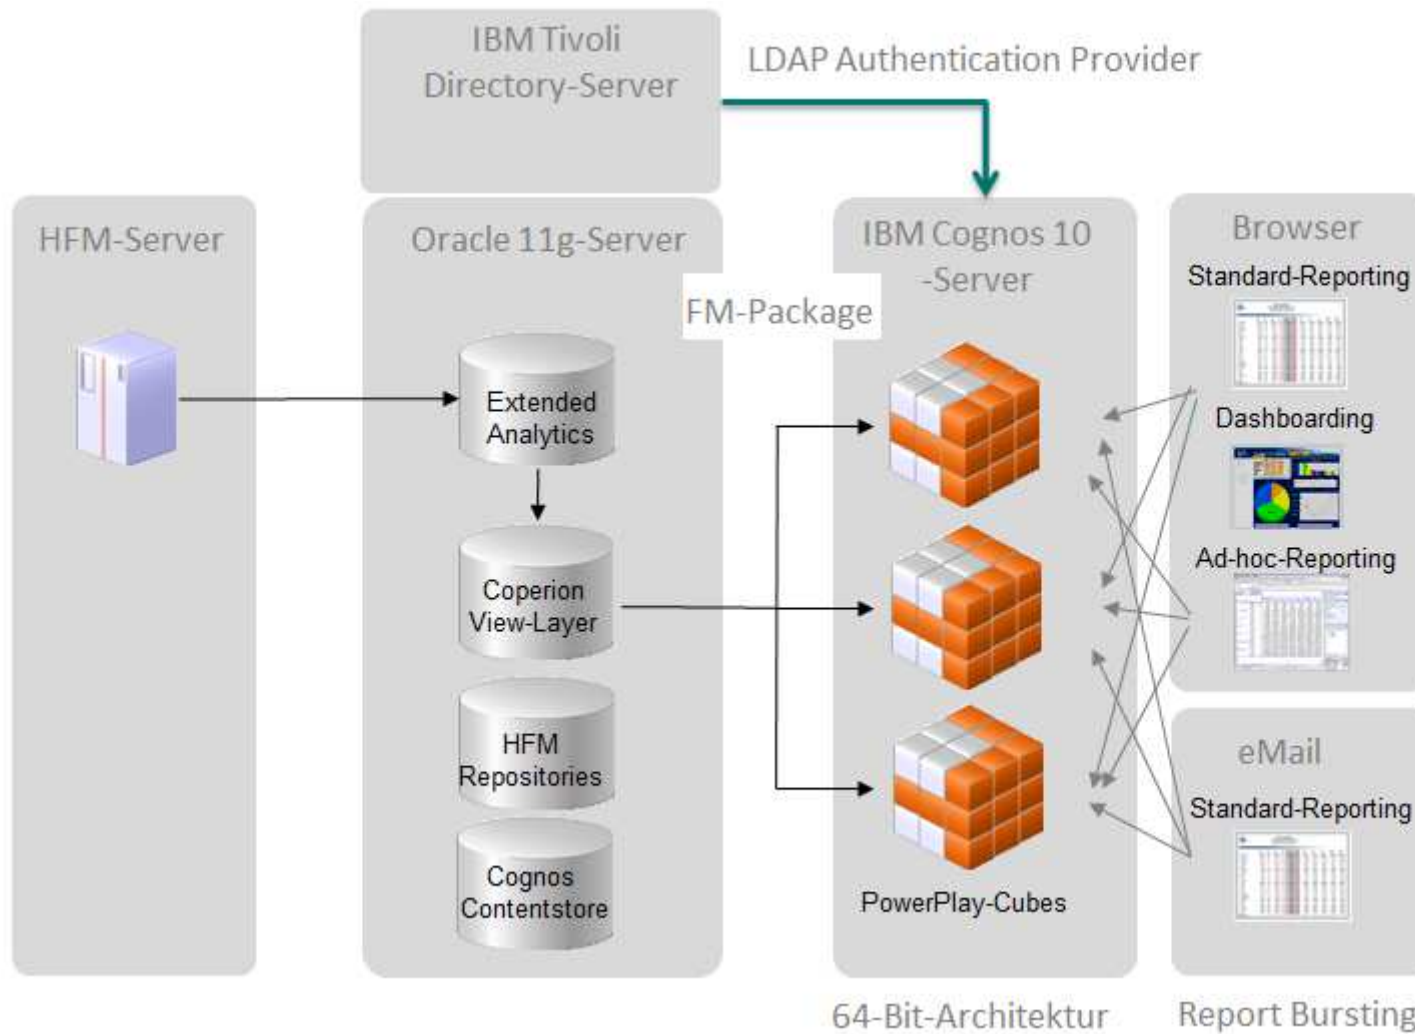 IBM Tivoli
Directory-Server
LDAP Authentication Provider
HFM-Server
Oracle 11g-Server
Extended
Analytics
Coperion
View-Layer
HFM
Repositories
Cognos
Contentstore
FM-Package
IBM Cognos 10
-Server
PowerPlay-Cubes
64-Bit-Architektur
Browser
Standard-Reporting
Dashboarding
Ad-hoc-Reporting
eMail
Standard-Reporting
Report Bursting